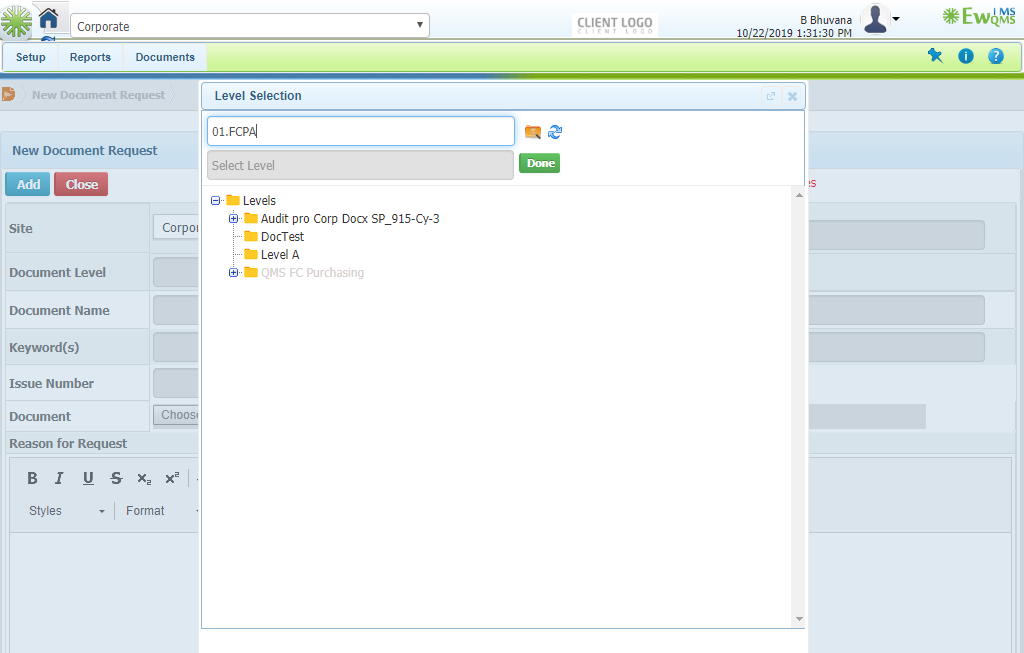 Corporate
CLIENT LOGO
CLIENT LOGO
B Bhuvana
10/22/2019 1:31:30 PM
EwQMS
Setup Reports Documents
New Document Request
Level Selection
01.FCPA
New Document Request
Select Level Done
Add Close
Levels
Site Corpor
Audit pro Corp Docx SP_915-Cy-3
DocTest
Level A
Document Level
QMS FC Purchasing
Document Name
Keyword(s)
Issue Number
Document Choose
Reason for Request
B I U S x₂ x²
Styles Format